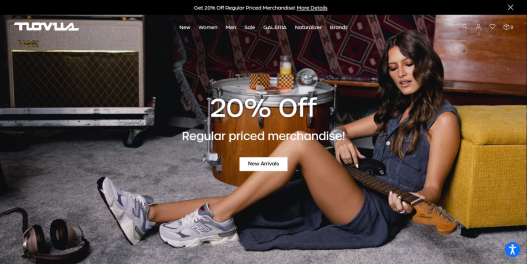 Get 20% Off Regular Priced Merchandise! More Details
novus
New Women Men Sale GALERIA Naturalizer Brands
0
20% Off
Regular priced merchandise!
New Arrivals